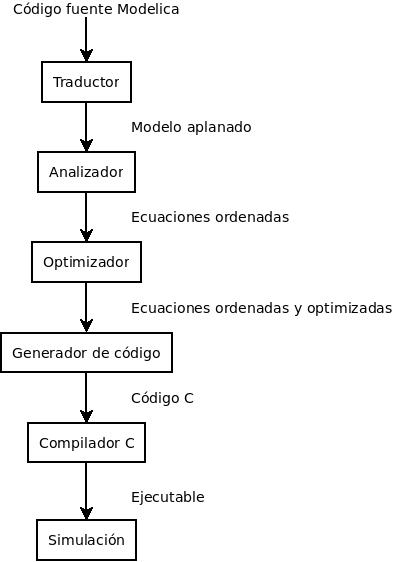 Código fuente Modelica
Traductor
Modelo aplanado
Analizador
Ecuaciones ordenadas
Optimizador
Ecuaciones ordenadas y optimizadas
Generador de código
Código C
Compilador C
Ejecutable
Simulación